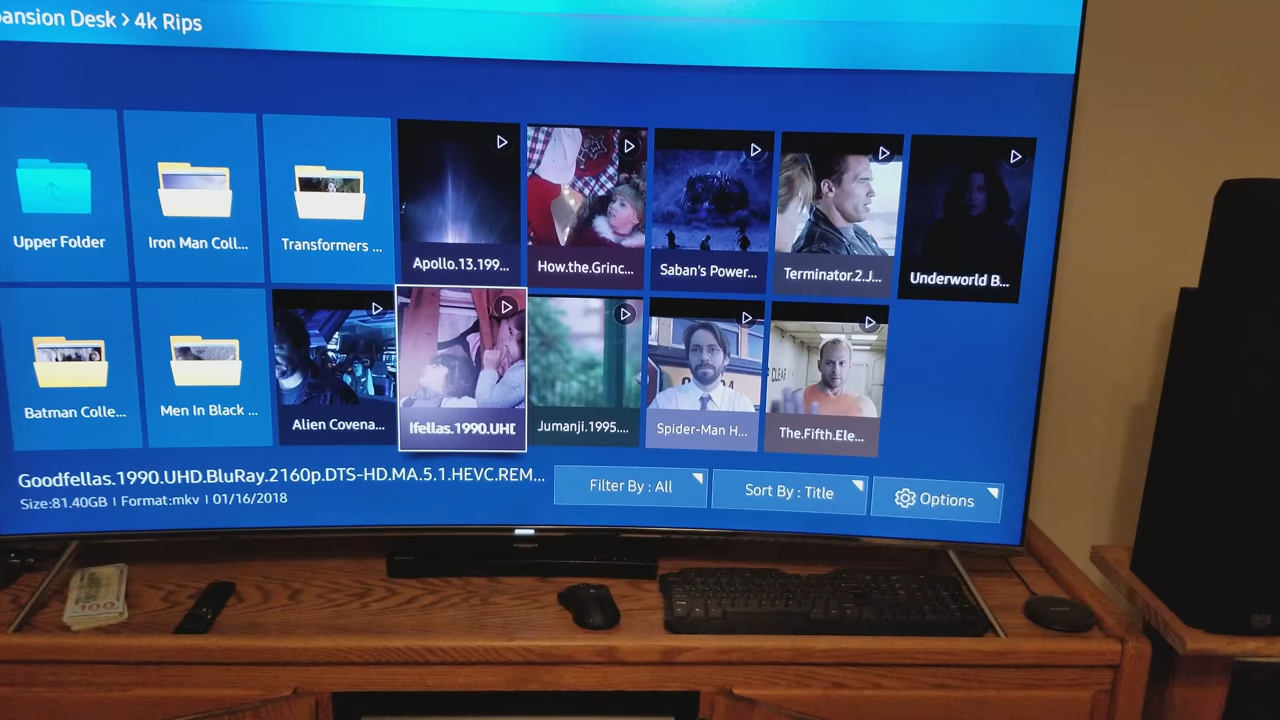 ansion Desk > 4k Rips
Upper Folder
Iron Man Coll...
Transformers ...
Apollo.13.199...
How.the.Grinc...
Saban's Power...
Terminator.2.J...
Underworld B...
Batman Colle...
Men In Black ...
Alien Covena...
lfellas.1990.UHD
Jumanji.1995....
Spider-Man H...
The.Fifth.Ele...
Goodfellas.1990.UHD.BluRay.2160p.DTS-HD.MA.5.1.HEVC.REM...
Size:81.40GB | Format:mkv | 01/16/2018
Filter By : All
Sort By : Title
Options
100